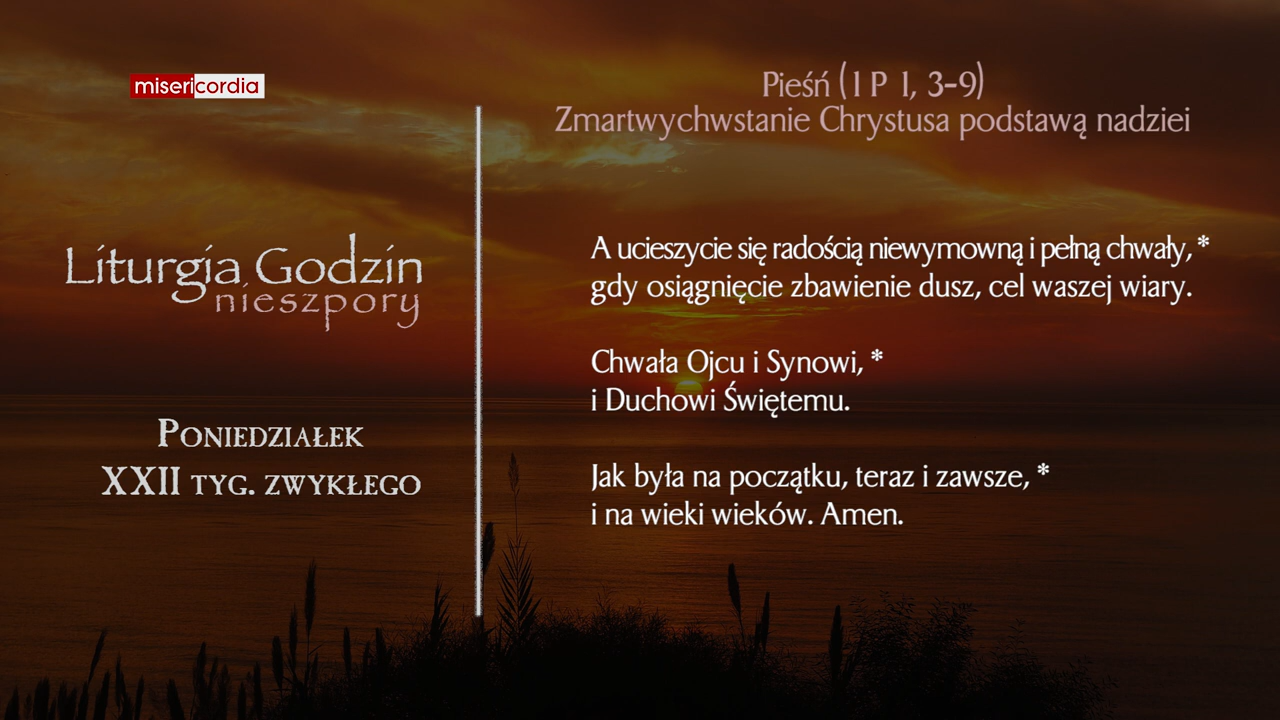 misericordia
Liturgia Godzin
nieszpory
Poniedziałek
XXII tyg. zwykłego
Pieśń (1 P 1, 3-9)
Zmartwychwstanie Chrystusa podstawą nadziei
A ucieszycie się radością niewymowną i pełną chwały, *
gdy osiągnięcie zbawienie dusz, cel waszej wiary.
Chwała Ojcu i Synowi, *
i Duchowi Świętemu.
Jak była na początku, teraz i zawsze, *
i na wieki wieków. Amen.